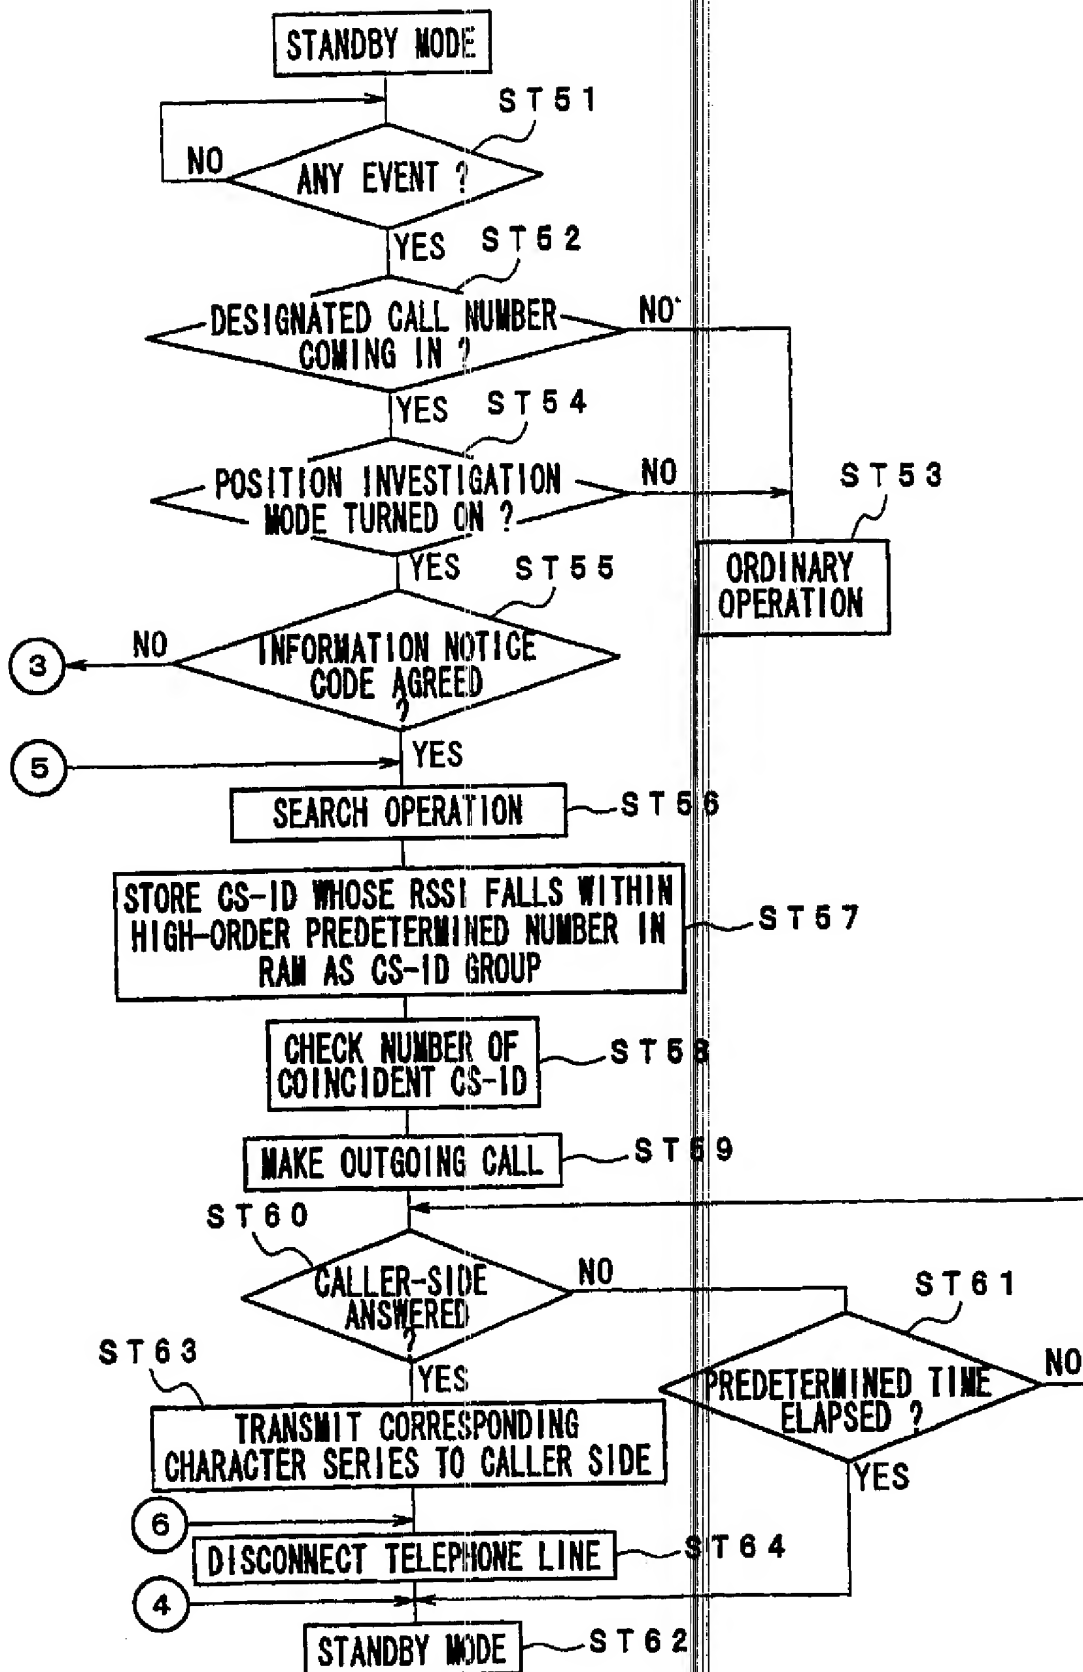 STANDBY MODE
ST51
NO
ANY EVENT ?
YES
ST52
DESIGNATED CALL NUMBER
COMING IN ?
NO
YES
ST54
POSITION INVESTIGATION
MODE TURNED ON ?
NO
ST53
YES
ST55
ORDINARY
OPERATION
NO
INFORMATION NOTICE
CODE AGREED
?
3
YES
5
SEARCH OPERATION
ST56
STORE CS-ID WHOSE RSSI FALLS WITHIN
HIGH-ORDER PREDETERMINED NUMBER IN
RAM AS CS-ID GROUP
ST57
CHECK NUMBER OF
COINCIDENT CS-ID
ST58
MAKE OUTGOING CALL
ST59
ST60
CALLER-SIDE
ANSWERED
?
NO
ST61
PREDETERMINED TIME
ELAPSED ?
NO
ST63
YES
TRANSMIT CORRESPONDING
CHARACTER SERIES TO CALLER SIDE
YES
6
DISCONNECT TELEPHONE LINE
ST64
4
STANDBY MODE
ST62